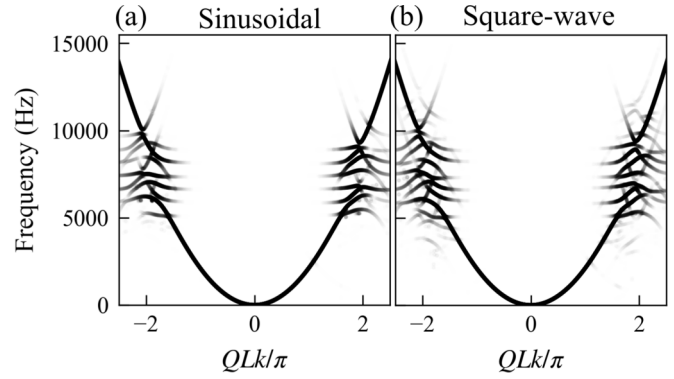 (a) Sinusoidal
(b) Square-wave
Frequency (Hz)
15000
10000
5000
0
−2 0 2
−2 0 2
QLk/π
QLk/π